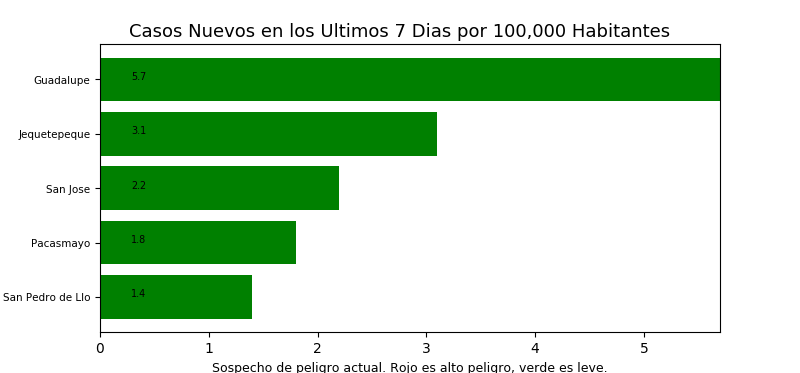 Casos Nuevos en los Ultimos 7 Dias por 100,000 Habitantes
Guadalupe 5.7
Jequetepeque 3.1
San Jose 2.2
Pacasmayo 1.8
San Pedro de Llo 1.4
0 1 2 3 4 5
Sospecho de peligro actual. Rojo es alto peligro, verde es leve.